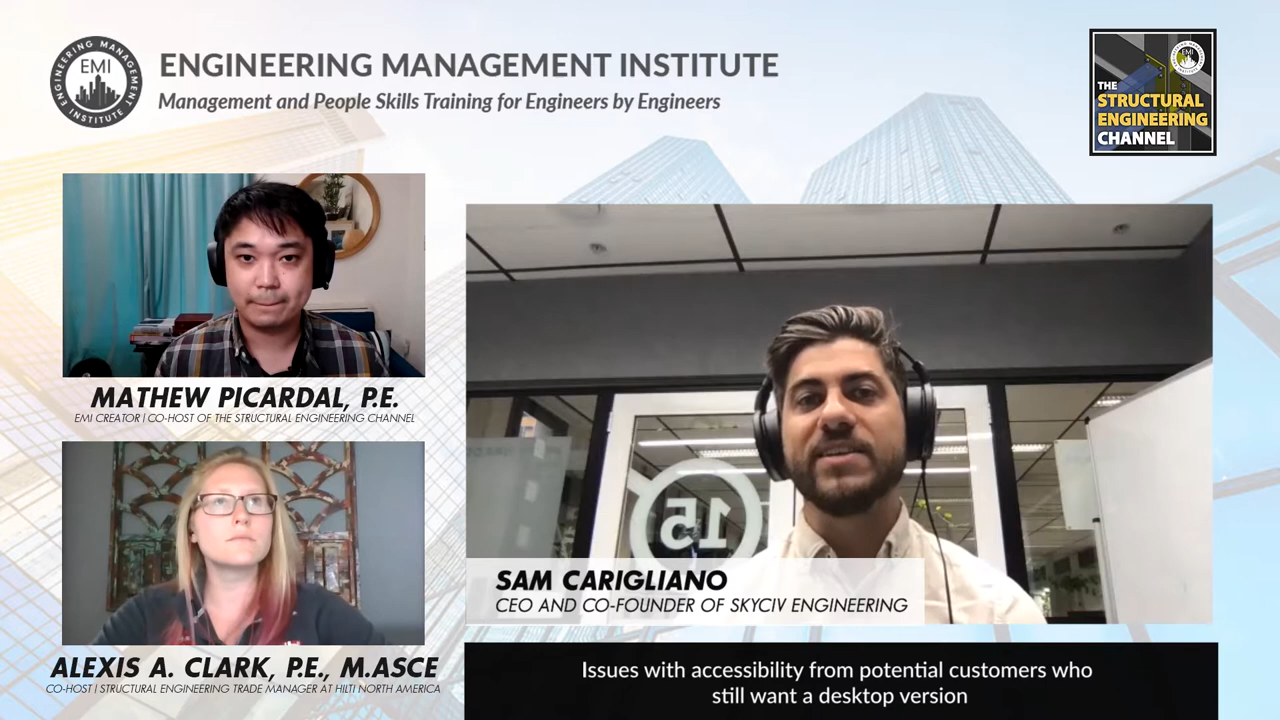 ENGINEERING MANAGEMENT INSTITUTE
EMI
ENGINEERING MANAGEMENT INSTITUTE
Management and People Skills Training for Engineers by Engineers
THE
STRUCTURAL
ENGINEERING
CHANNEL
MATHEW PICARDAL, P.E.
EMI CREATOR | CO-HOST OF THE STRUCTURAL ENGINEERING CHANNEL
15
SAM CARIGLIANO
CEO AND CO-FOUNDER OF SKYCIV ENGINEERING
ALEXIS A. CLARK, P.E., M.ASCE
CO-HOST | STRUCTURAL ENGINEERING TRADE MANAGER AT HILTI NORTH AMERICA
Issues with accessibility from potential customers who
still want a desktop version